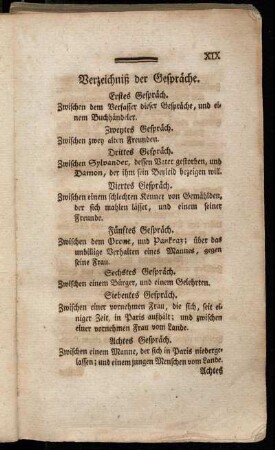 XIX
Verzeichniß der Gespräche.
Erstes Gespräch.
Zwischen dem Verfasser dieser Gespräche, und ei-
nem Buchhändeler.
Zweytes Gespräch.
Zwischen zwey alten Freunden.
Drittes Gespräch.
Zwischen Sylvander, dessen Vater gestorben, und
Damon, der ihm sein Beyleid bezeigen will.
Viertes Gespräch.
Zwischen einem schlechten Kenner von Gemählden,
der sich mahlen lässet, und einem seiner
Freunde.
Fünftes Gespräch.
Zwischen dem Orone, und Pankraz; über das
unbillige Verhalten eines Mannes, gegen
seine Frau.
Sechstes Gespräch.
Zwischen einem Bürger, und einem Gelehrten.
Siebentes Gespräch.
Zwischen einer vornehmen Frau, die sich, seit ei-
niger Zeit, in Paris aufhält; und zwischen
einer vornehmen Frau vom Lande.
Achtes Gespräch.
Zwischen einem Manne, der sich in Paris niederge-
lassen; und einem jungen Menschen vom Lande.
Achtes